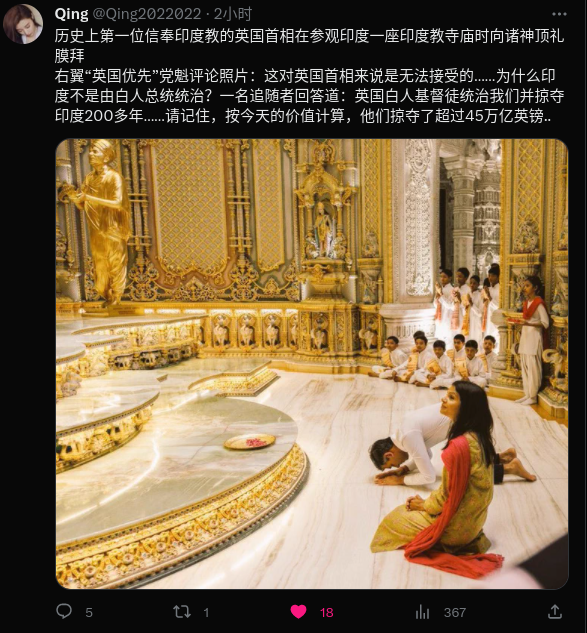 Qing @Qing2022022 · 2小时
历史上第一位信奉印度教的英国首相在参观印度一座印度教寺庙时向诸神顶礼
膜拜
右翼“英国优先”党魁评论照片：这对英国首相来说是无法接受的......为什么印
度不是由白人总统统治？一名追随者回答道：英国白人基督徒统治我们并掠夺
印度200多年......请记住，按今天的价值计算，他们掠夺了超过45万亿英镑..
5 1 18 367